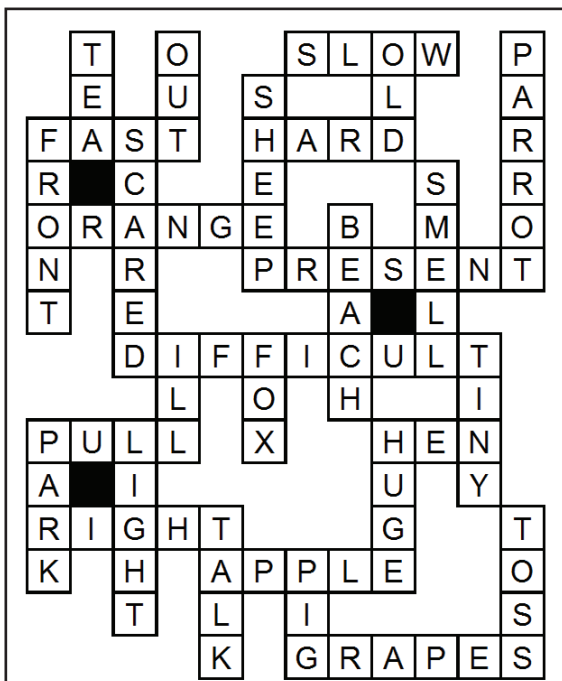 T O SLOW P
E U S L A
FAST HARD R
R C E S R
ORANGE B M O
N R PRESENT
T E A L
DIFFICULT
L O H I
PULL X HEN
A I U Y
RIGHT G T
K H APPLE O
T L I S
K GRAPES